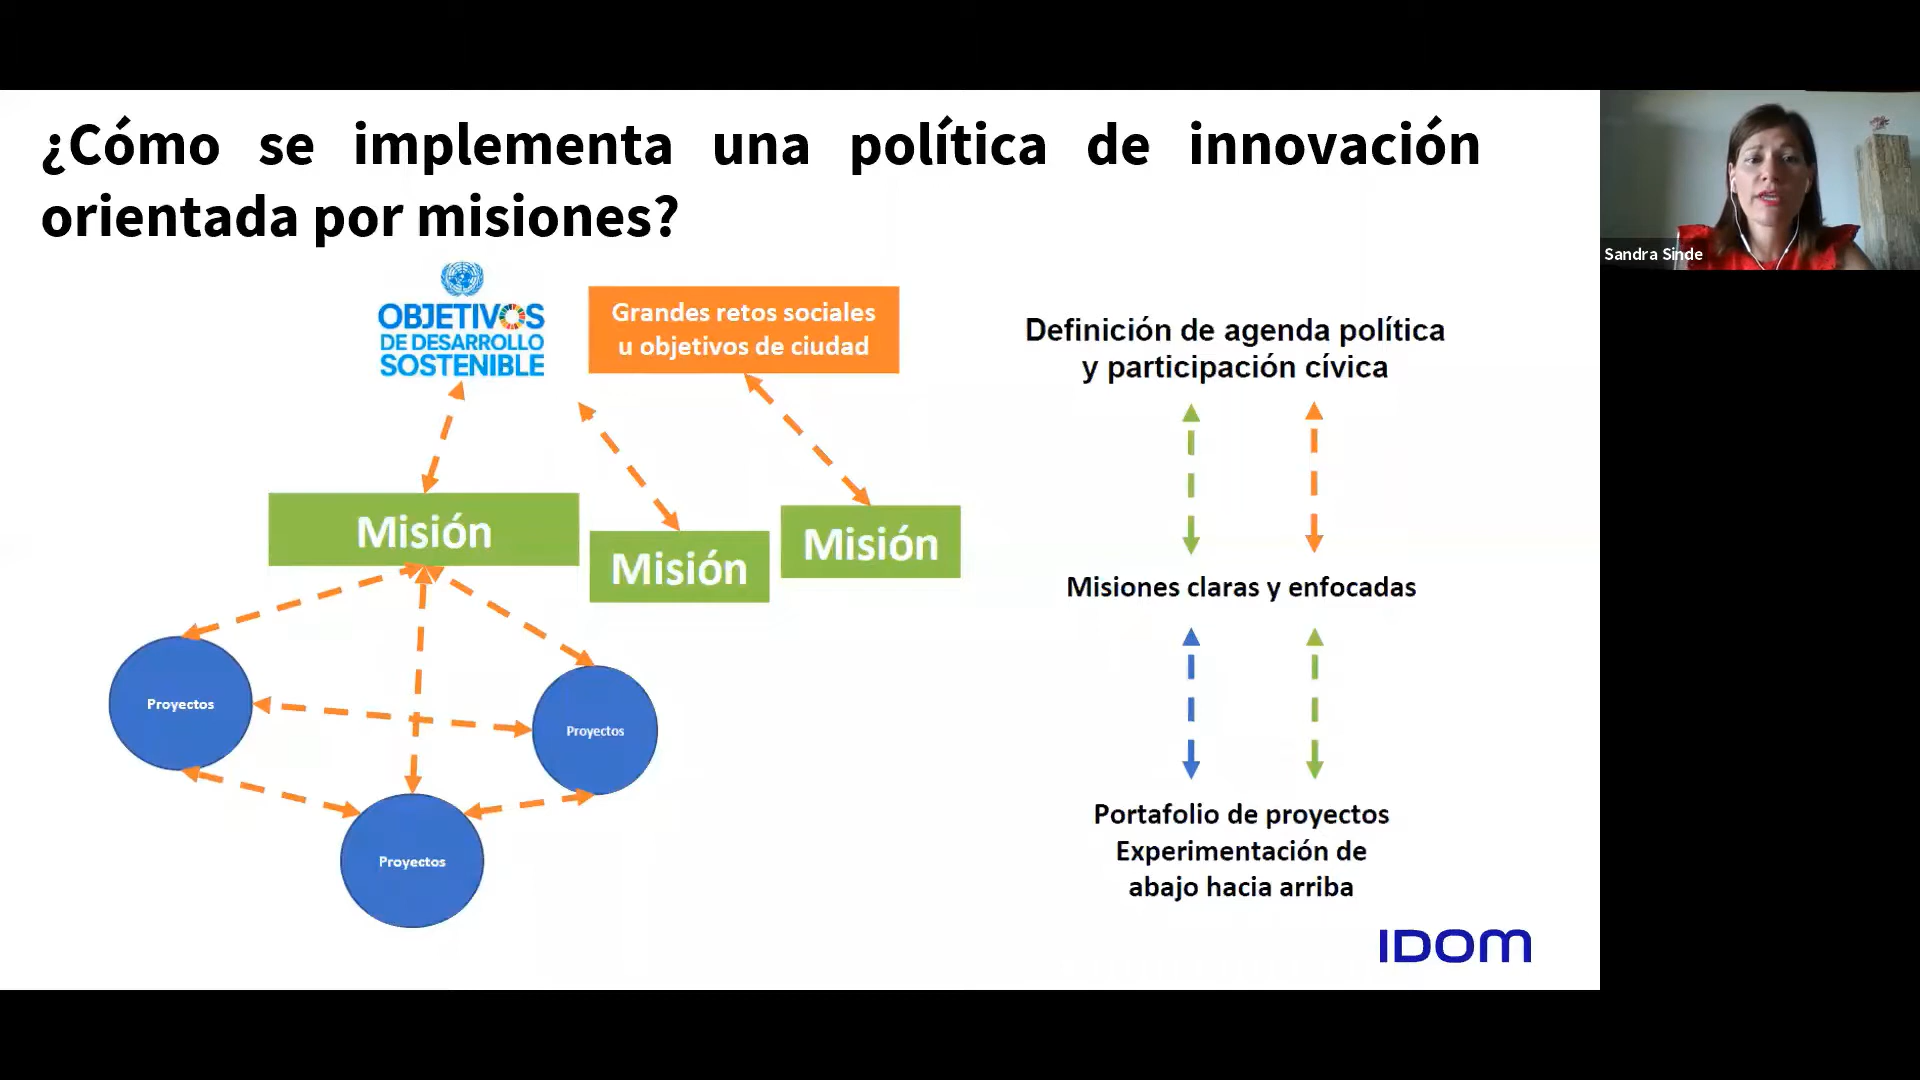 ¿Cómo se implementa una política de innovación
orientada por misiones?
Sandra Sinde
OBJETIVOS
DE DESARROLLO
SOSTENIBLE
Grandes retos sociales
u objetivos de ciudad
Misión
Misión
Misión
Proyectos
Proyectos
Proyectos
Definición de agenda política
y participación cívica
Misiones claras y enfocadas
Portafolio de proyectos
Experimentación de
abajo hacia arriba
IDOM